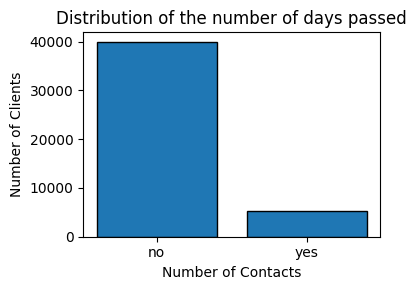 Distribution of the number of days passed
Number of Clients
40000
30000
20000
10000
0
no yes
Number of Contacts